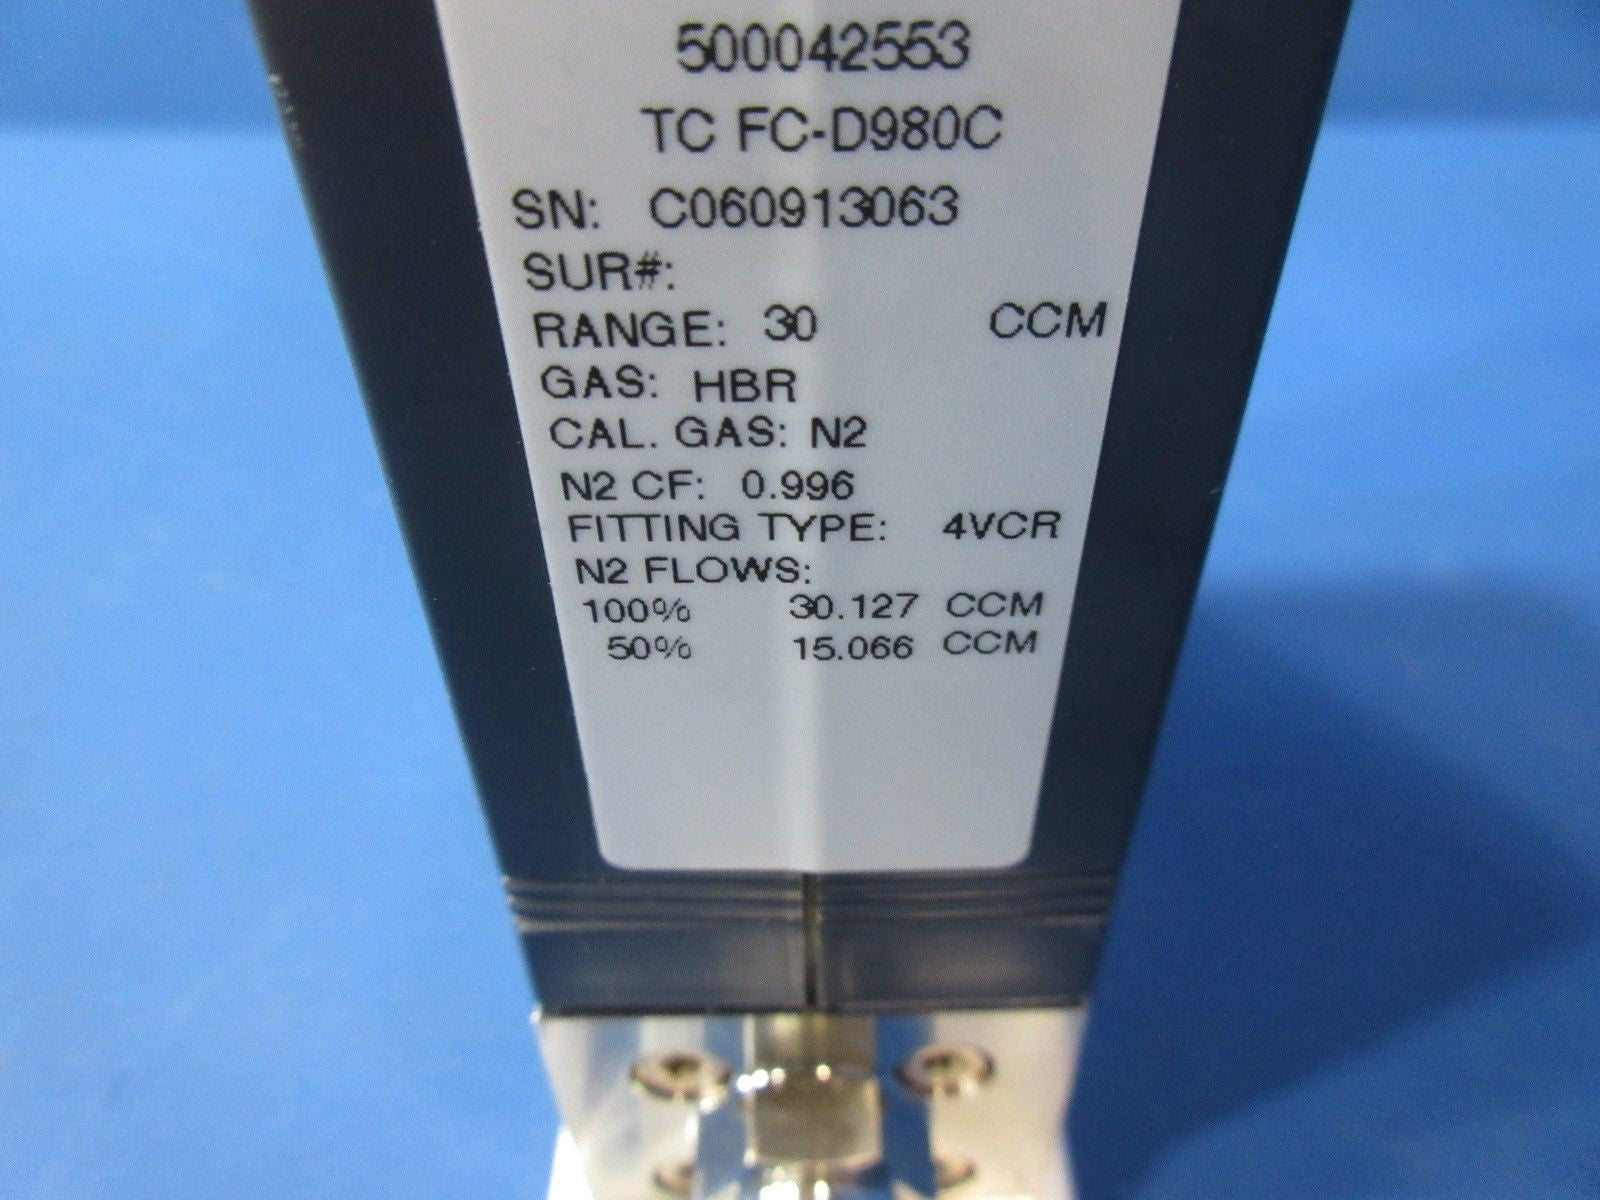 500042553
TC FC-D980C
SN: C060913063
SUR#:
RANGE: 30 CCM
GAS: HBR
CAL. GAS: N2
N2 CF: 0.996
FITTING TYPE: 4VCR
N2 FLOWS:
100% 30.127 CCM
50% 15.066 CCM